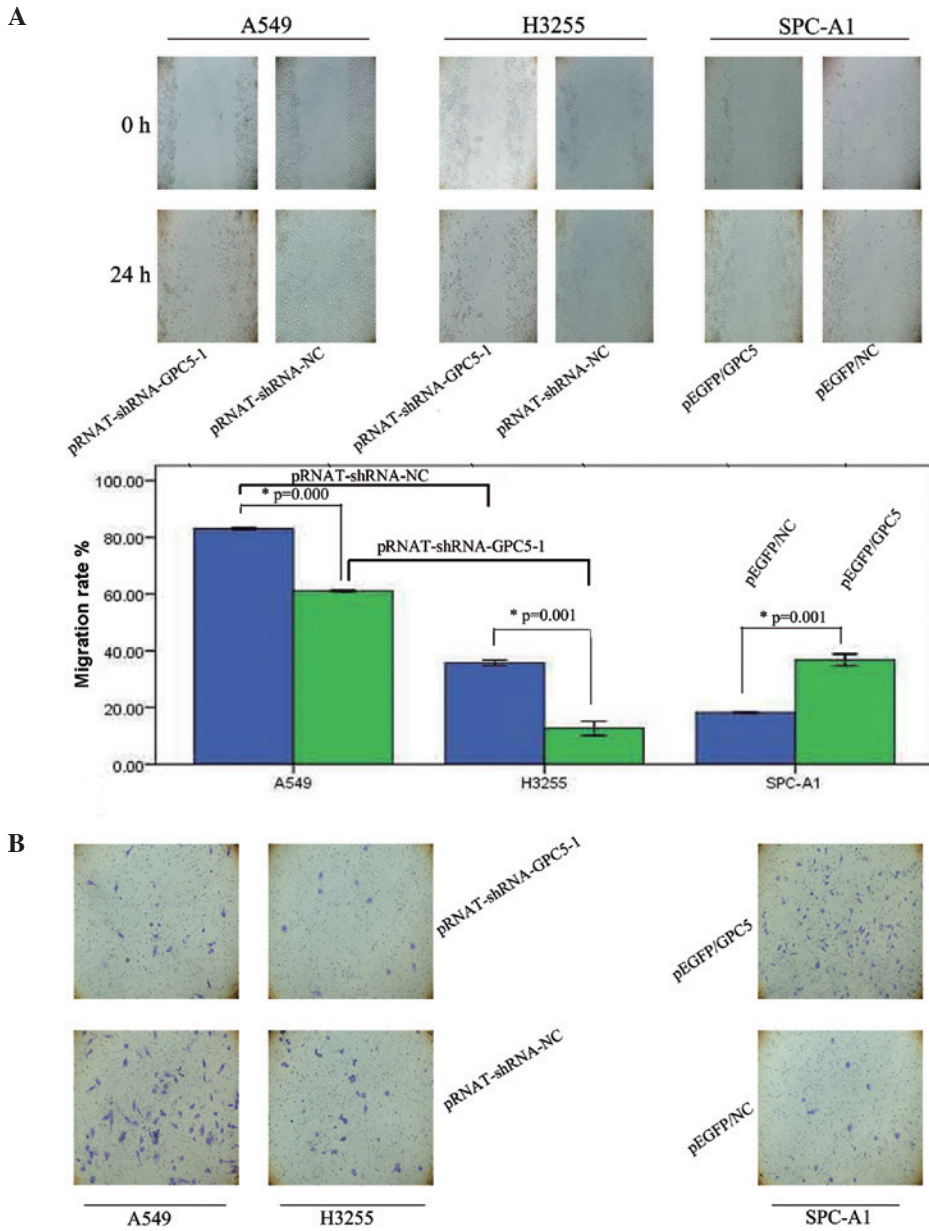 A
A549
H3255
SPC-A1
0 h
24 h
pRNAT-shRNA-GPC5-1
pRNAT-shRNA-NC
pRNAT-shRNA-GPC5-1
pRNAT-shRNA-NC
pEGFP/GPC5
pEGFP/NC
Migration rate %
100.00
80.00
60.00
40.00
20.00
0.00
pRNAT-shRNA-NC
* p=0.000
pRNAT-shRNA-GPC5-1
* p=0.001
pEGFP/NC
pEGFP/GPC5
* p=0.001
A549
H3255
SPC-A1
B
pRNAT-shRNA-GPC5-1
pEGFP/GPC5
pRNAT-shRNA-NC
pEGFP/NC
A549
H3255
SPC-A1